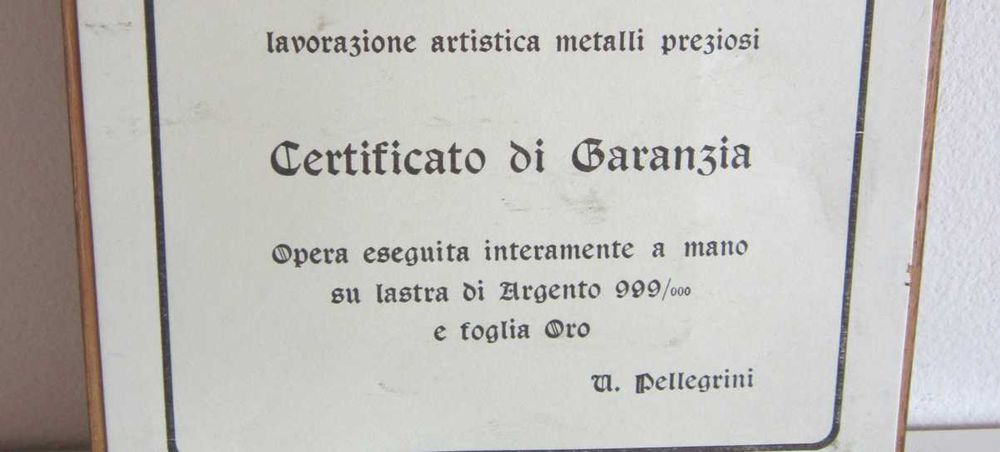 lavorazione artistica metalli preziosi
Certificato di Garanzia
Opera eseguita interamente a mano
su lastra di Argento 999/000
e foglia Oro
U. Pellegrini